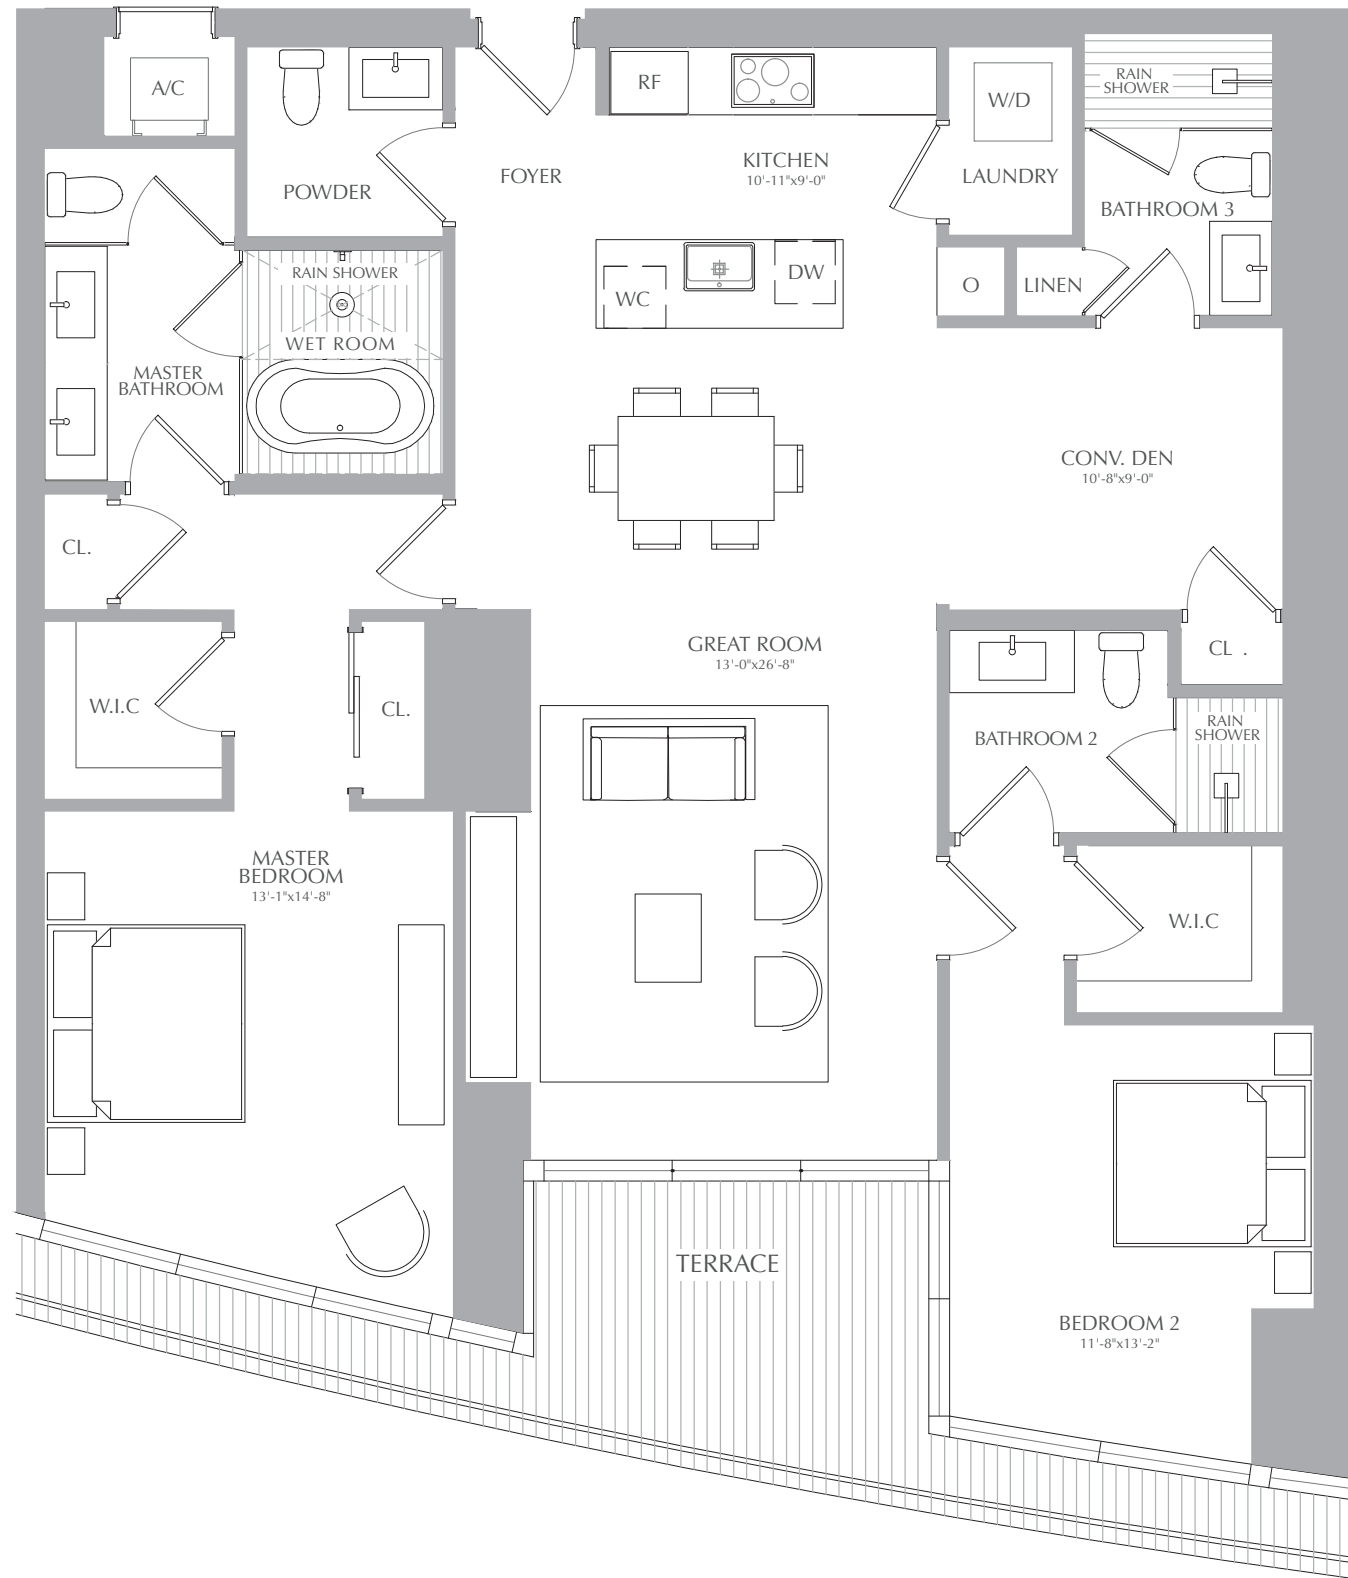 A/C
RF
W/D
RAIN
SHOWER
KITCHEN
10'-11"x9'-0"
FOYER
LAUNDRY
POWDER
BATHROOM 3
RAIN SHOWER
WC
DW
O
LINEN
WET ROOM
MASTER
BATHROOM
CONV. DEN
10'-8"x9'-0"
CL.
GREAT ROOM
13'-0"x26'-8"
CL .
W.I.C
CL.
BATHROOM 2
RAIN
SHOWER
MASTER
BEDROOM
13'-1"x14'-8"
W.I.C
TERRACE
BEDROOM 2
11'-8"x13'-2"